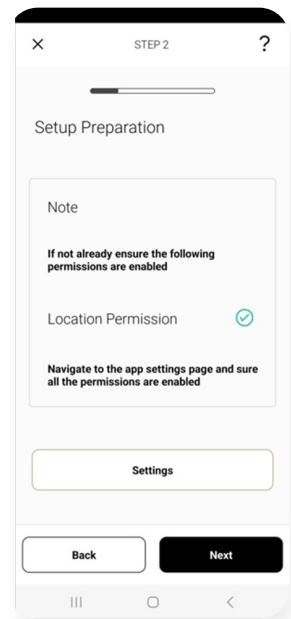 STEP 2
?
Setup Preparation
Note
If not already ensure the following
permissions are enabled
Location Permission
Navigate to the app settings page and sure
all the permissions are enabled
Settings
Back
Next